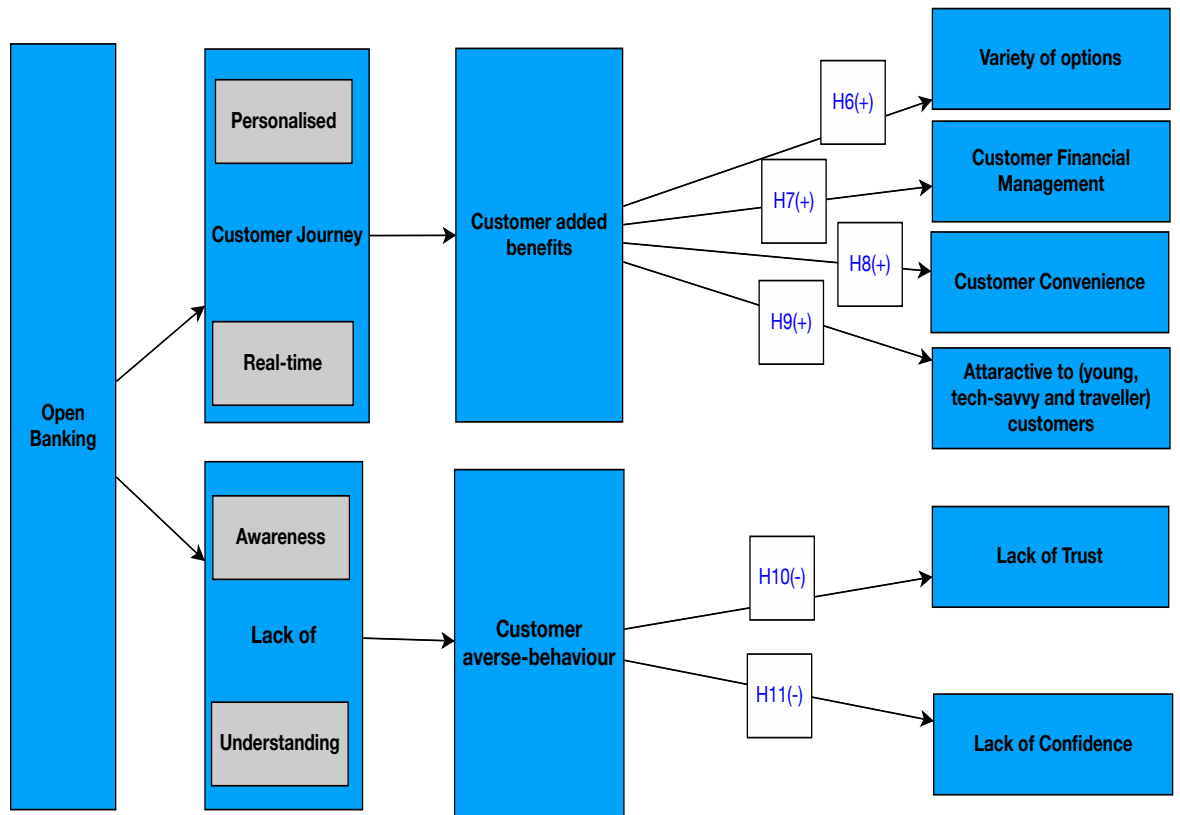 Open
Banking
Personalised
Customer Journey
Real-time
Awareness
Lack of
Understanding
Customer added
benefits
Customer
averse-behaviour
H6(+)
H7(+)
H8(+)
H9(+)
H10(-)
H11(-)
Variety of options
Customer Financial
Management
Customer Convenience
Attaractive to (young,
tech-savvy and traveller)
customers
Lack of Trust
Lack of Confidence